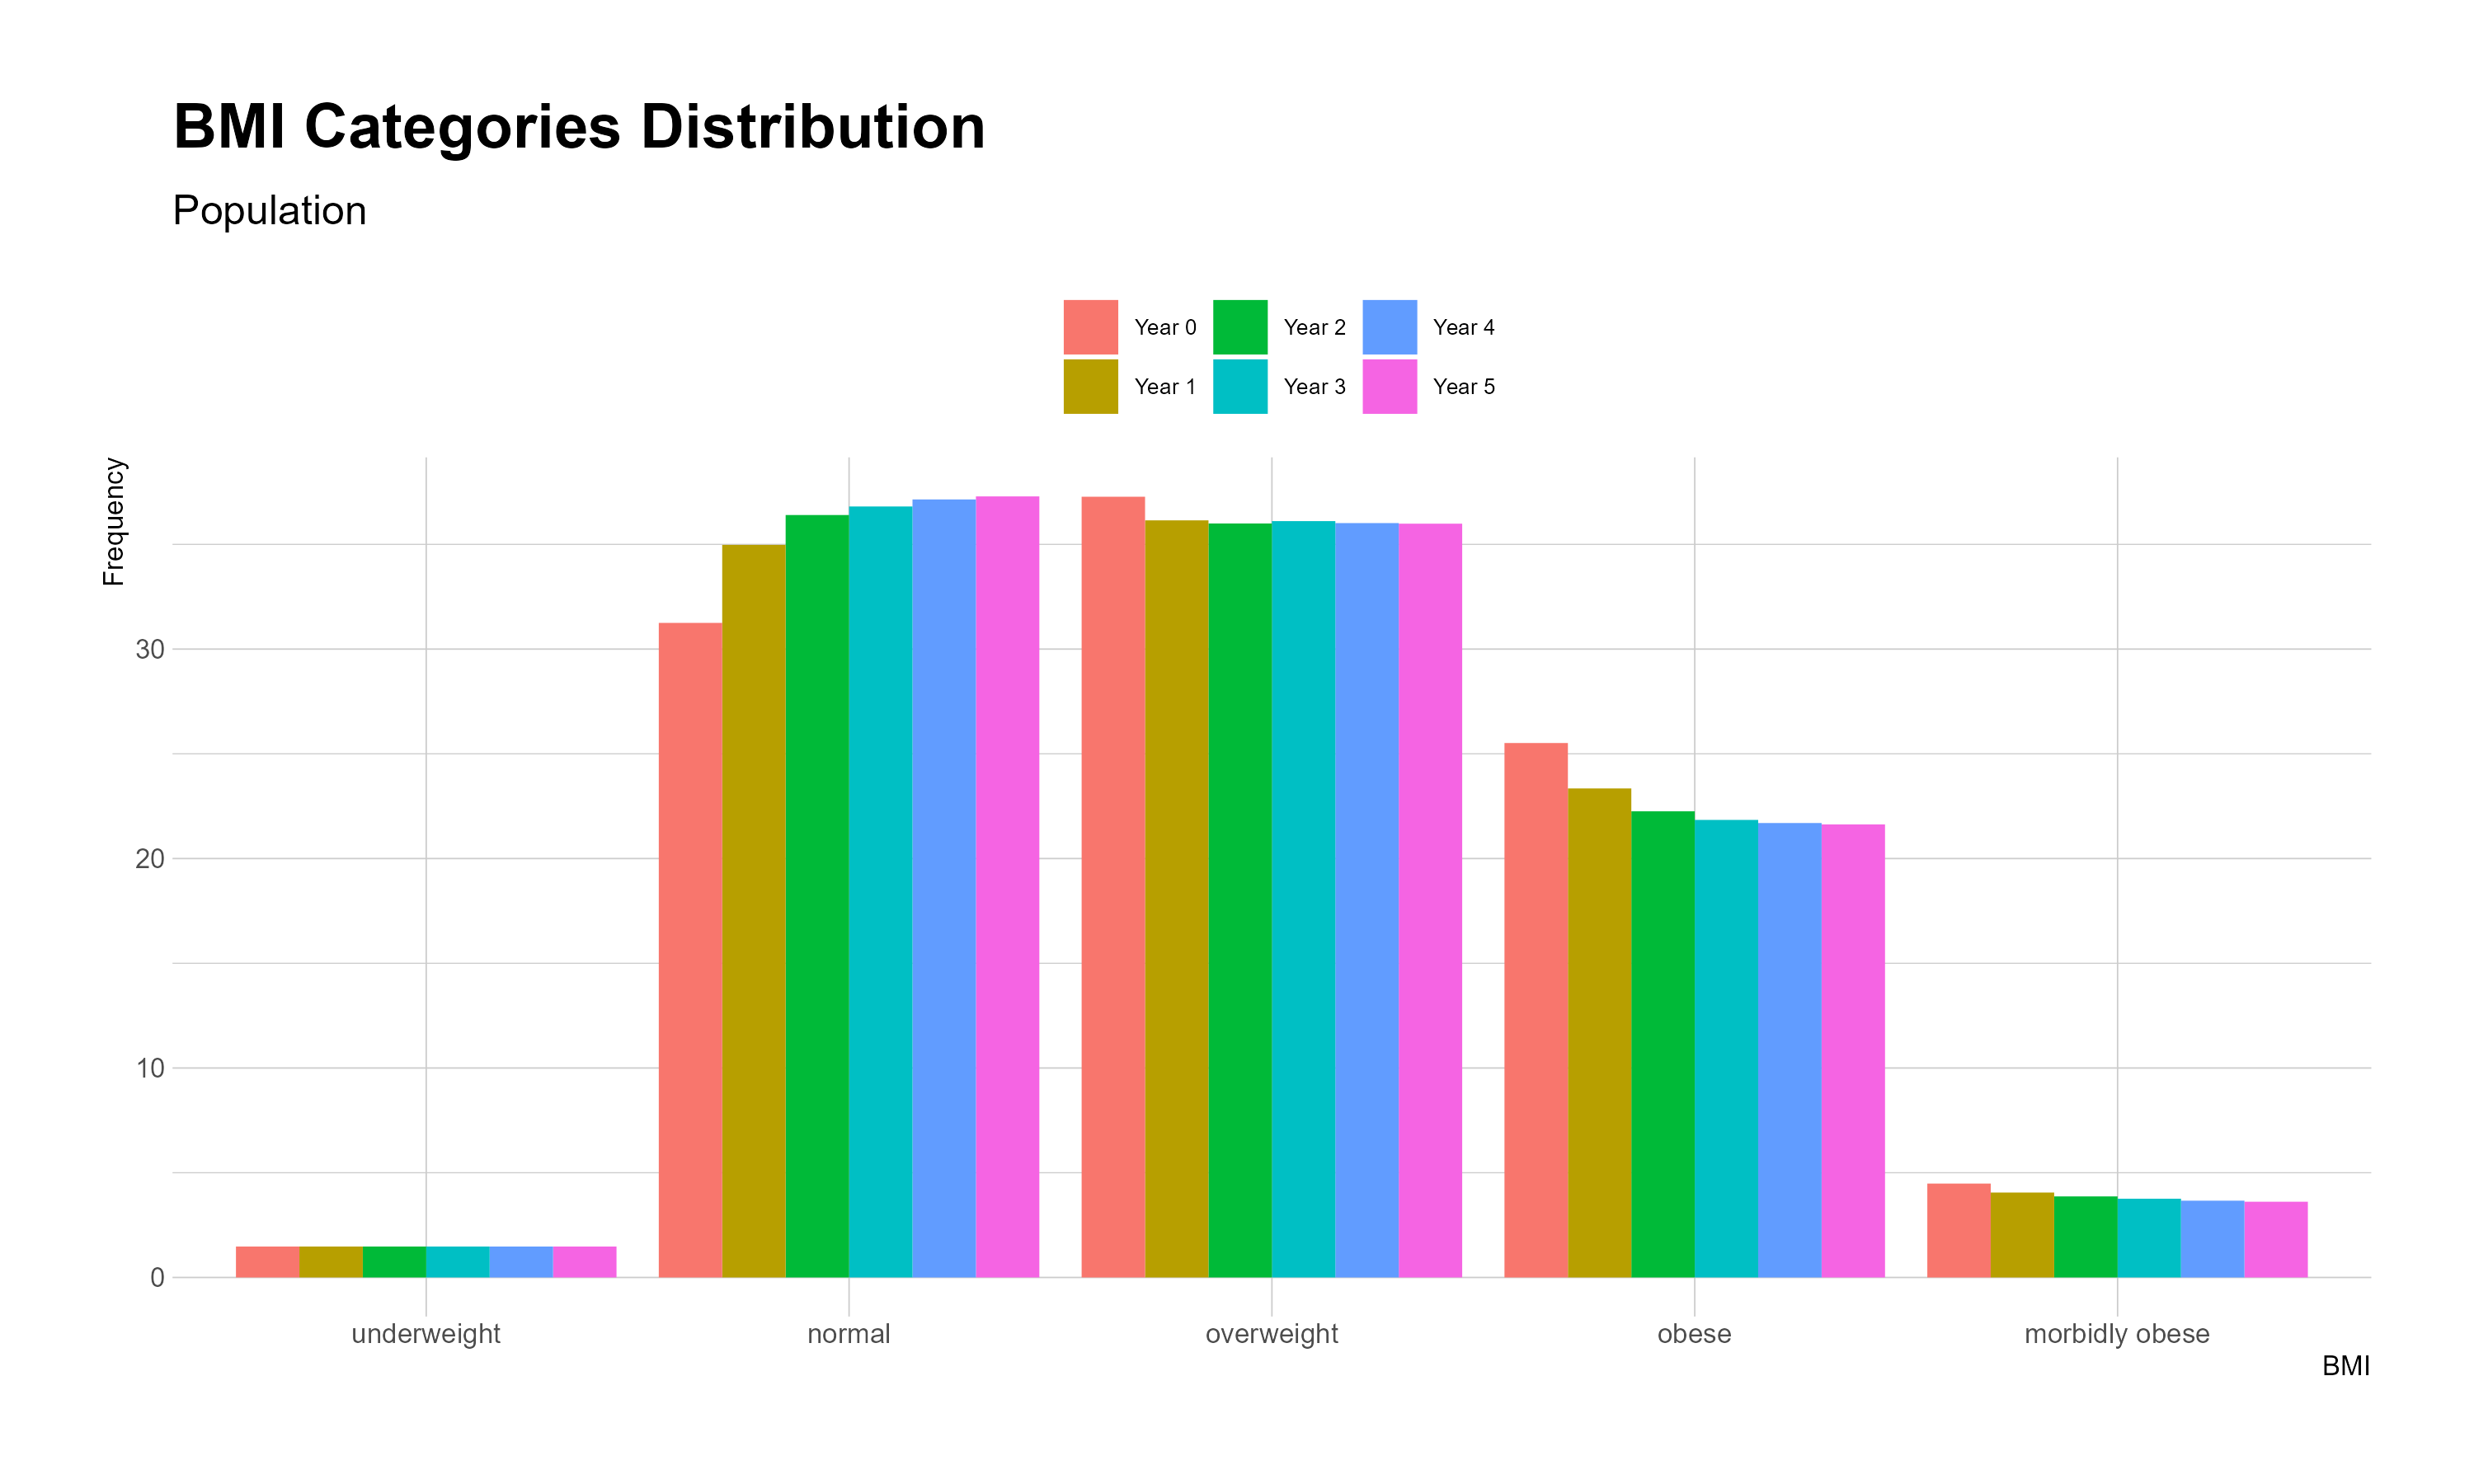 BMI Categories Distribution
Population
Year 0 Year 2 Year 4
Year 1 Year 3 Year 5
Frequency
30
20
10
0
underweight normal overweight obese morbidly obese
BMI